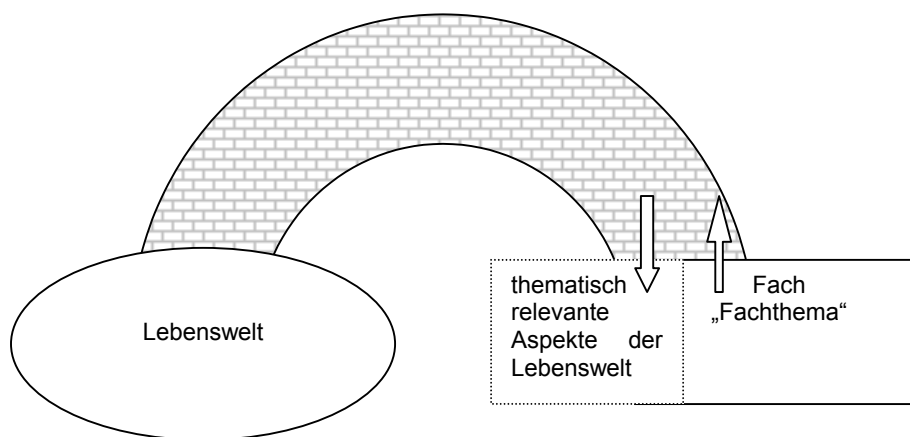 Lebenswelt
thematisch
relevante
Aspekte der
Lebenswelt
Fach
„Fachthema“